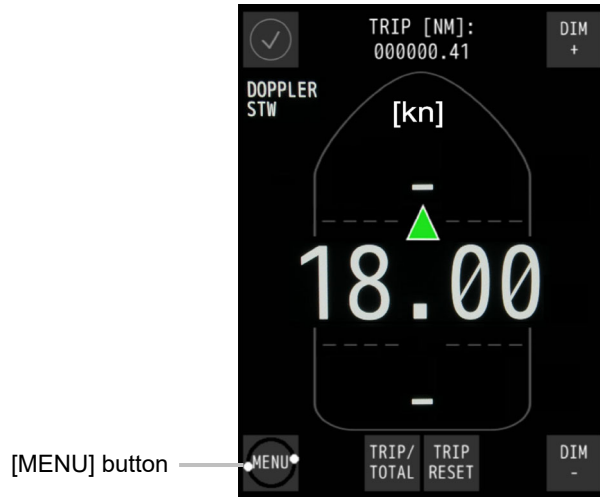 TRIP [NM]:
000000.41
DIM
+
DOPPLER
STW
[kn]
-
18.00
-
[MENU] button
MENU
TRIP/
TOTAL
TRIP
RESET
DIM
-